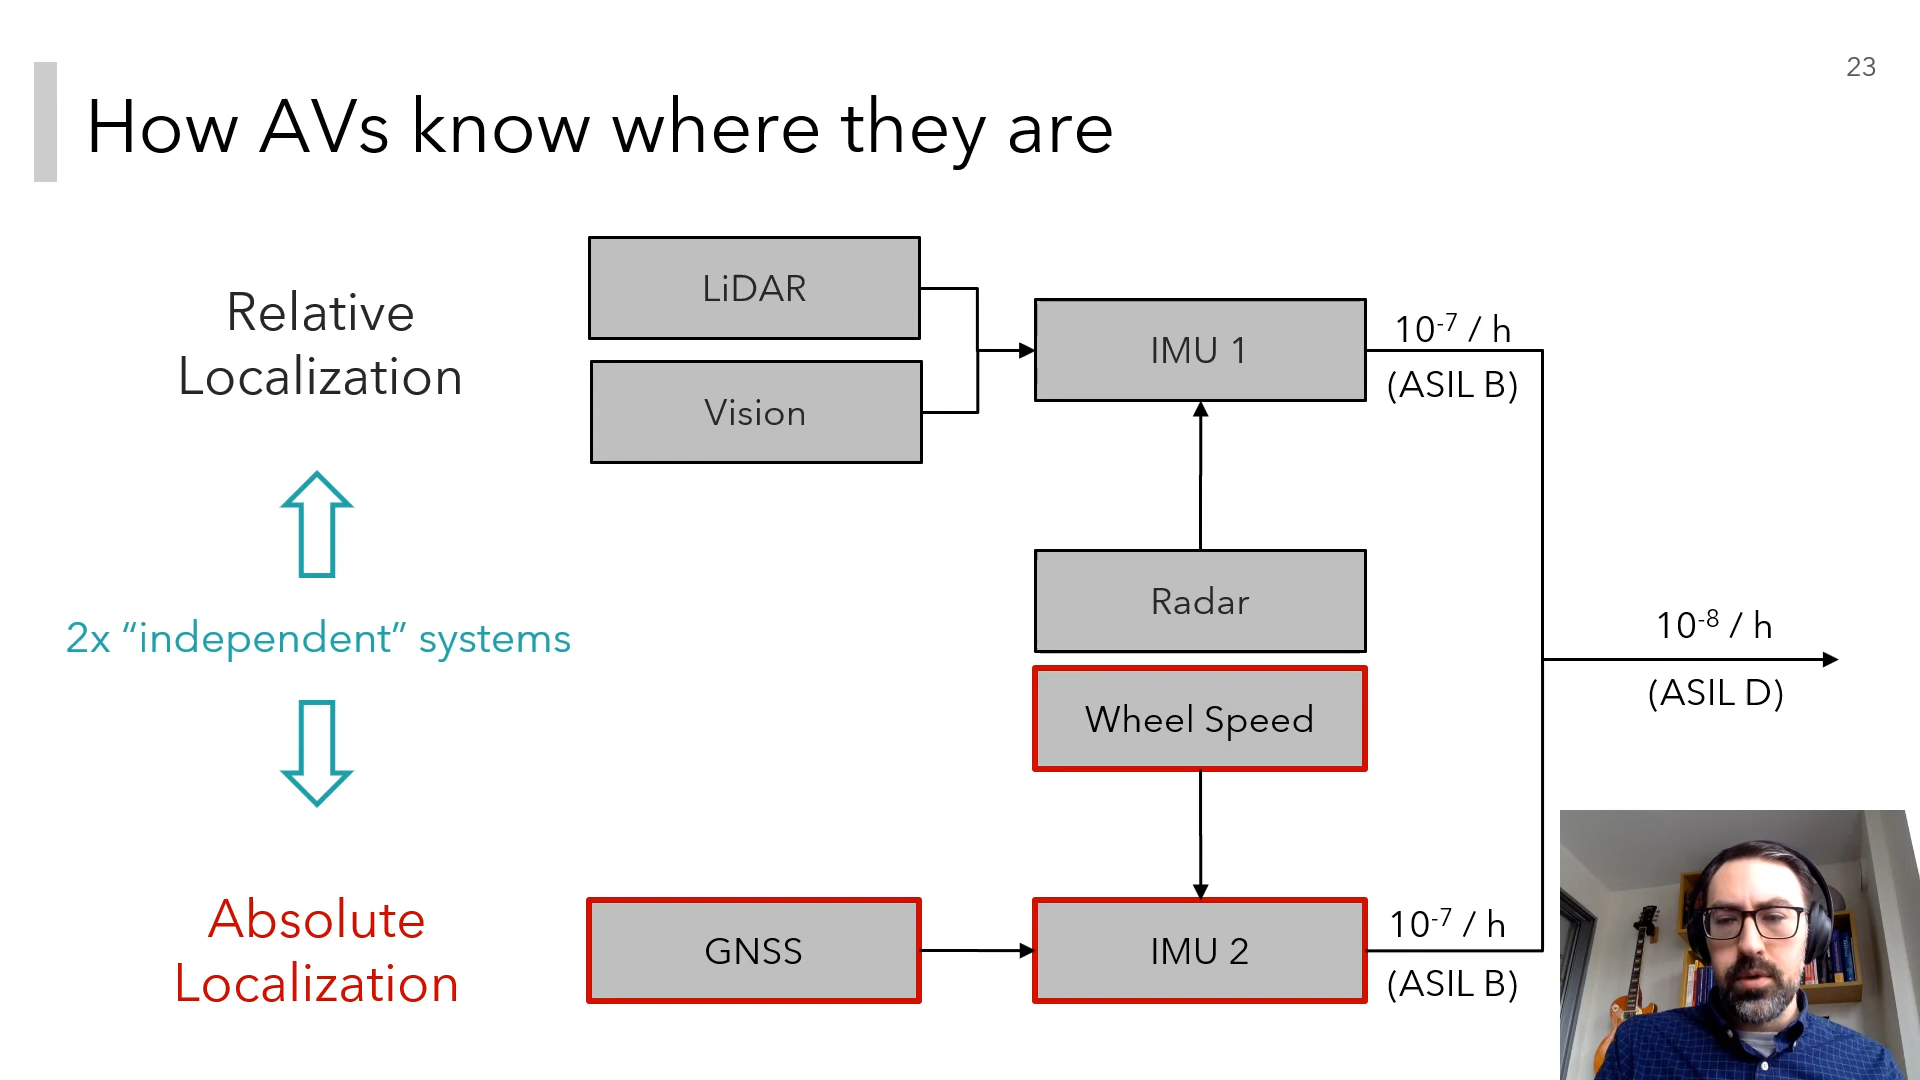 23
How AVs know where they are
Relative
Localization
2x “independent” systems
Absolute
Localization
LiDAR
Vision
IMU 1
10-7 / h
(ASIL B)
Radar
Wheel Speed
10-8 / h
(ASIL D)
GNSS
IMU 2
10-7 / h
(ASIL B)